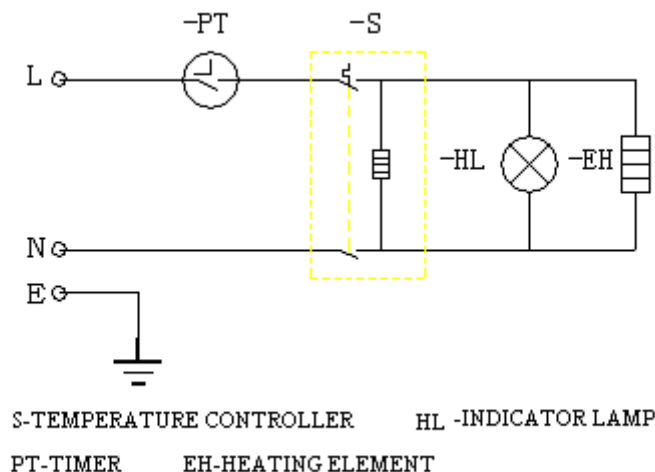 -PT
-S
L
-HL
-EH
N
E
S-TEMPERATURE CONTROLLER HL -INDICATOR LAMP
PT-TIMER EH-HEATING ELEMENT